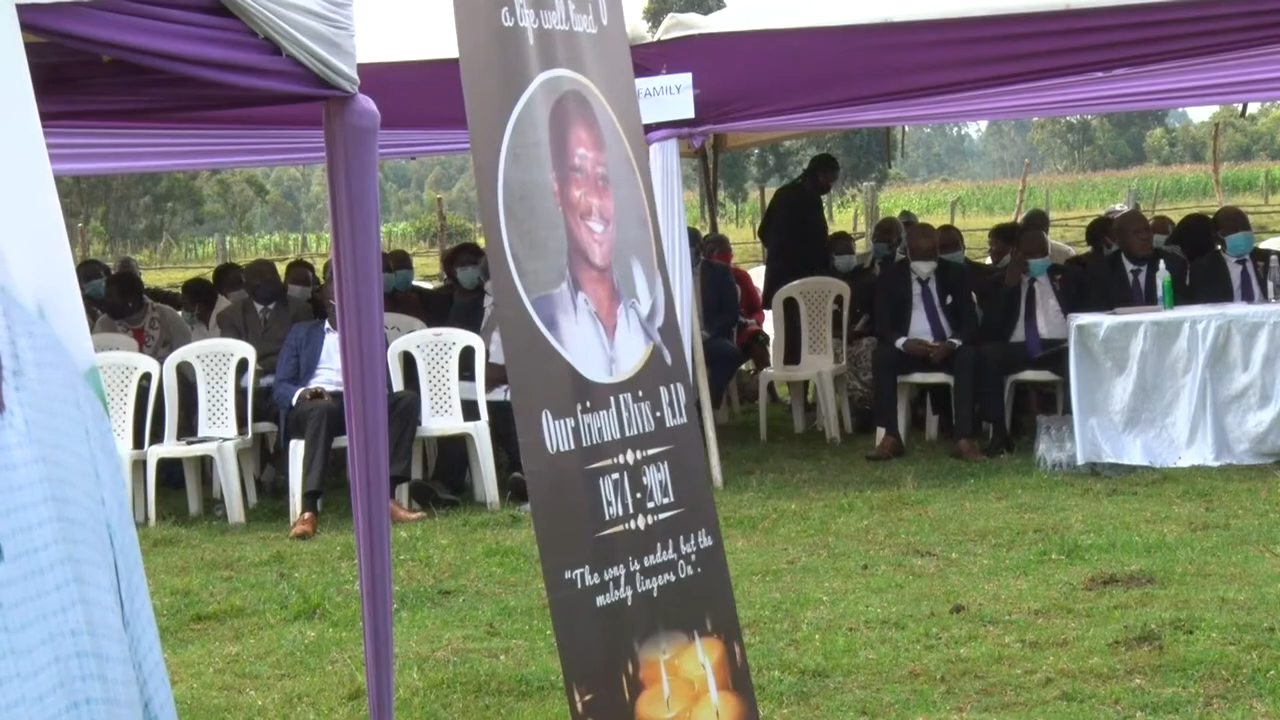 a life well lived
FAMILY
Our friend Elvis - R.I.P
1974 - 2021
"The song is ended, but the
melody lingers On".